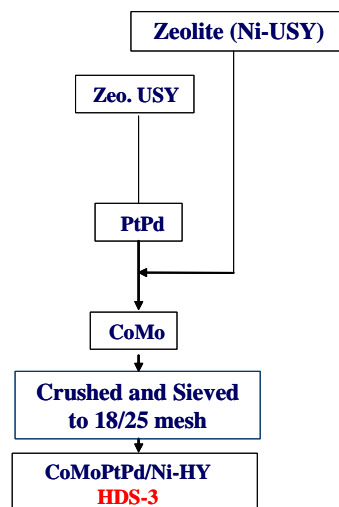 Zeolite (Ni-USY)
Zeo. USY
PtPd
CoMo
Crushed and Sieved
to 18/25 mesh
CoMoPtPd/Ni-HY
HDS-3